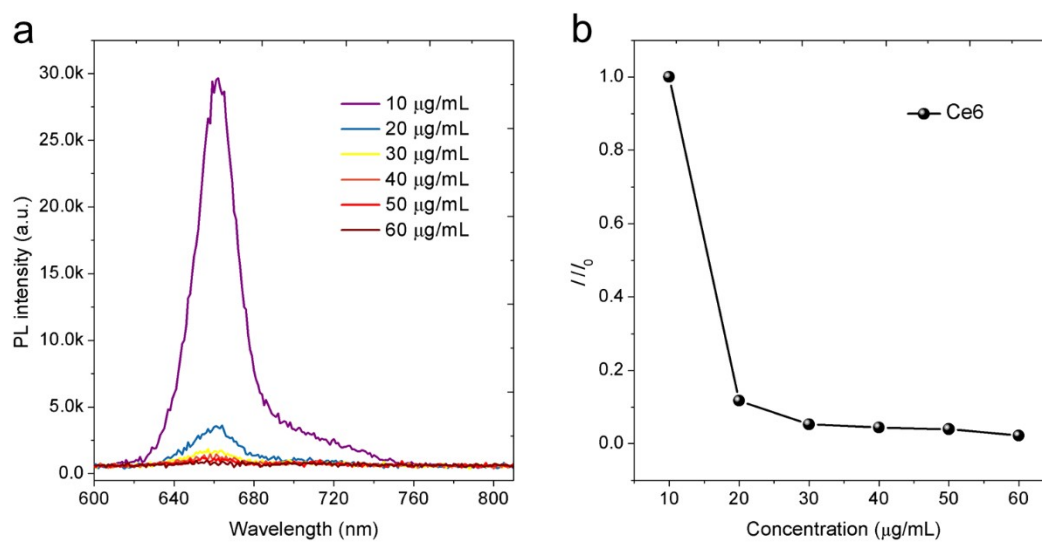 a
30.0k
25.0k
20.0k
15.0k
10.0k
5.0k
0.0
600
640
680
720
760
800
PL intensity (a.u.)
Wavelength (nm)
10 μg/mL
20 μg/mL
30 μg/mL
40 μg/mL
50 μg/mL
60 μg/mL
b
1.0
0.8
0.6
0.4
0.2
0.0
10
20
30
40
50
60
I/I₀
Concentration (μg/mL)
Ce6